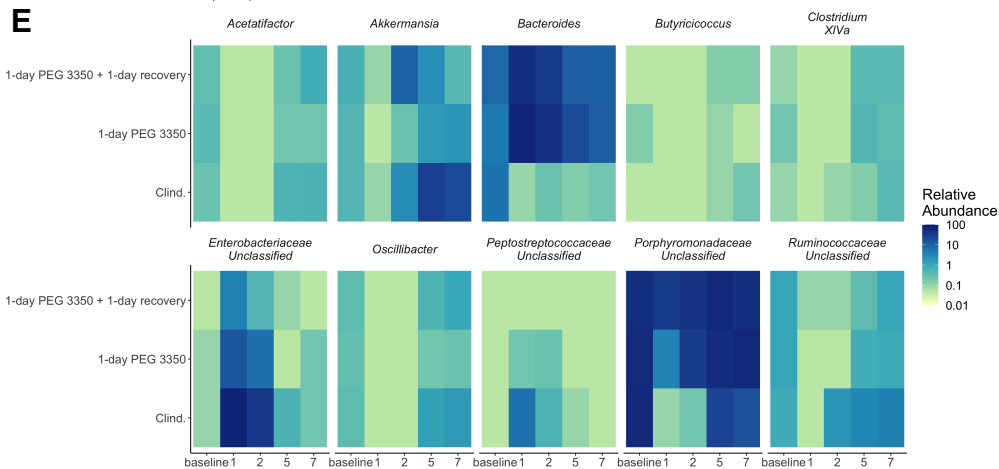 E
Acetatifactor Akkermansia Bacteroides Butyricicoccus Clostridium
XIVa
1-day PEG 3350 + 1-day recovery
1-day PEG 3350
Clind.
Relative
Abundance
100
10
1
0.1
0.01
Enterobacteriaceae
Unclassified
Oscillibacter
Peptostreptococcaceae
Unclassified
Porphyromonadaceae
Unclassified
Ruminococcaceae
Unclassified
1-day PEG 3350 + 1-day recovery
1-day PEG 3350
Clind.
baseline 1 2 5 7 baseline 1 2 5 7 baseline 1 2 5 7 baseline 1 2 5 7 baseline 1 2 5 7